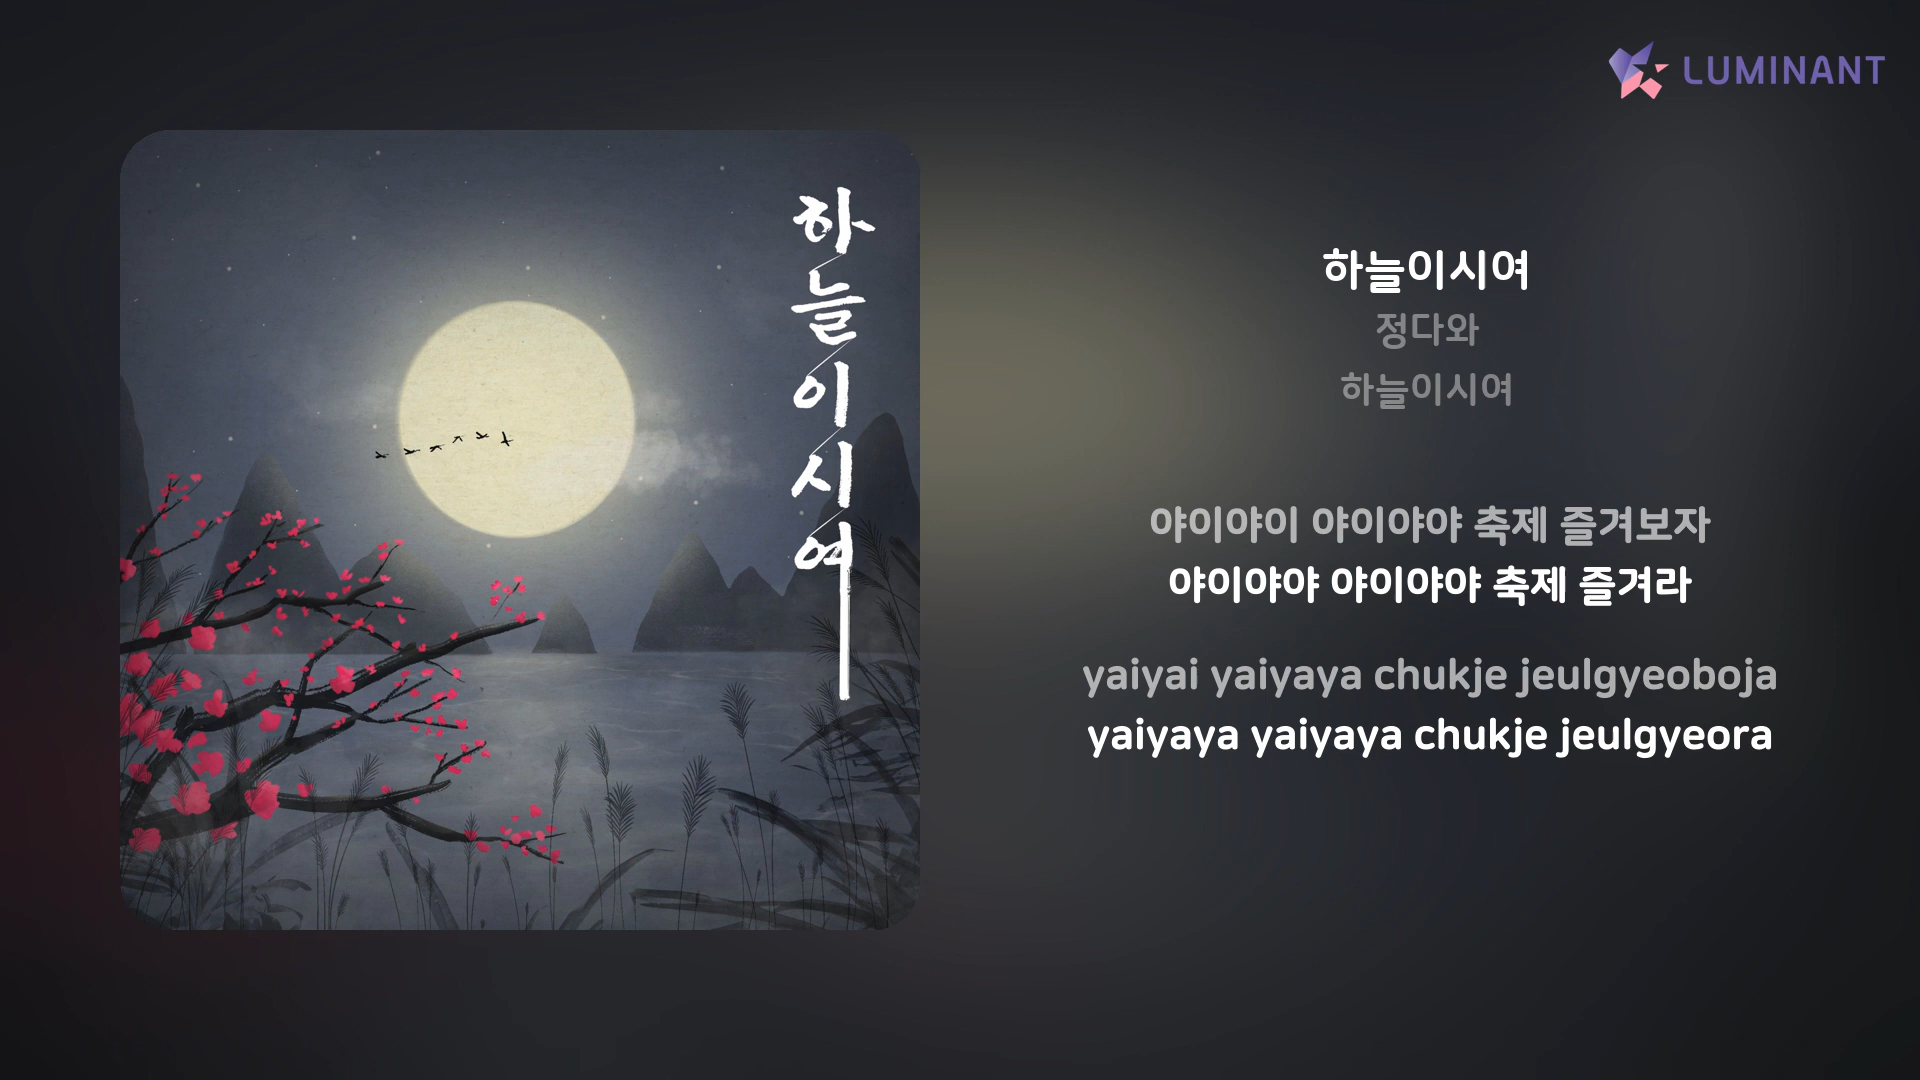 LUMINANT
하늘이시여
하늘이시여
정다와
하늘이시여
야이야이 야이야야 축제 즐겨보자
야이야야 야이야야 축제 즐겨라
yaiyai yaiyaya chukje jeulgyeoboja
yaiyaya yaiyaya chukje jeulgyeora